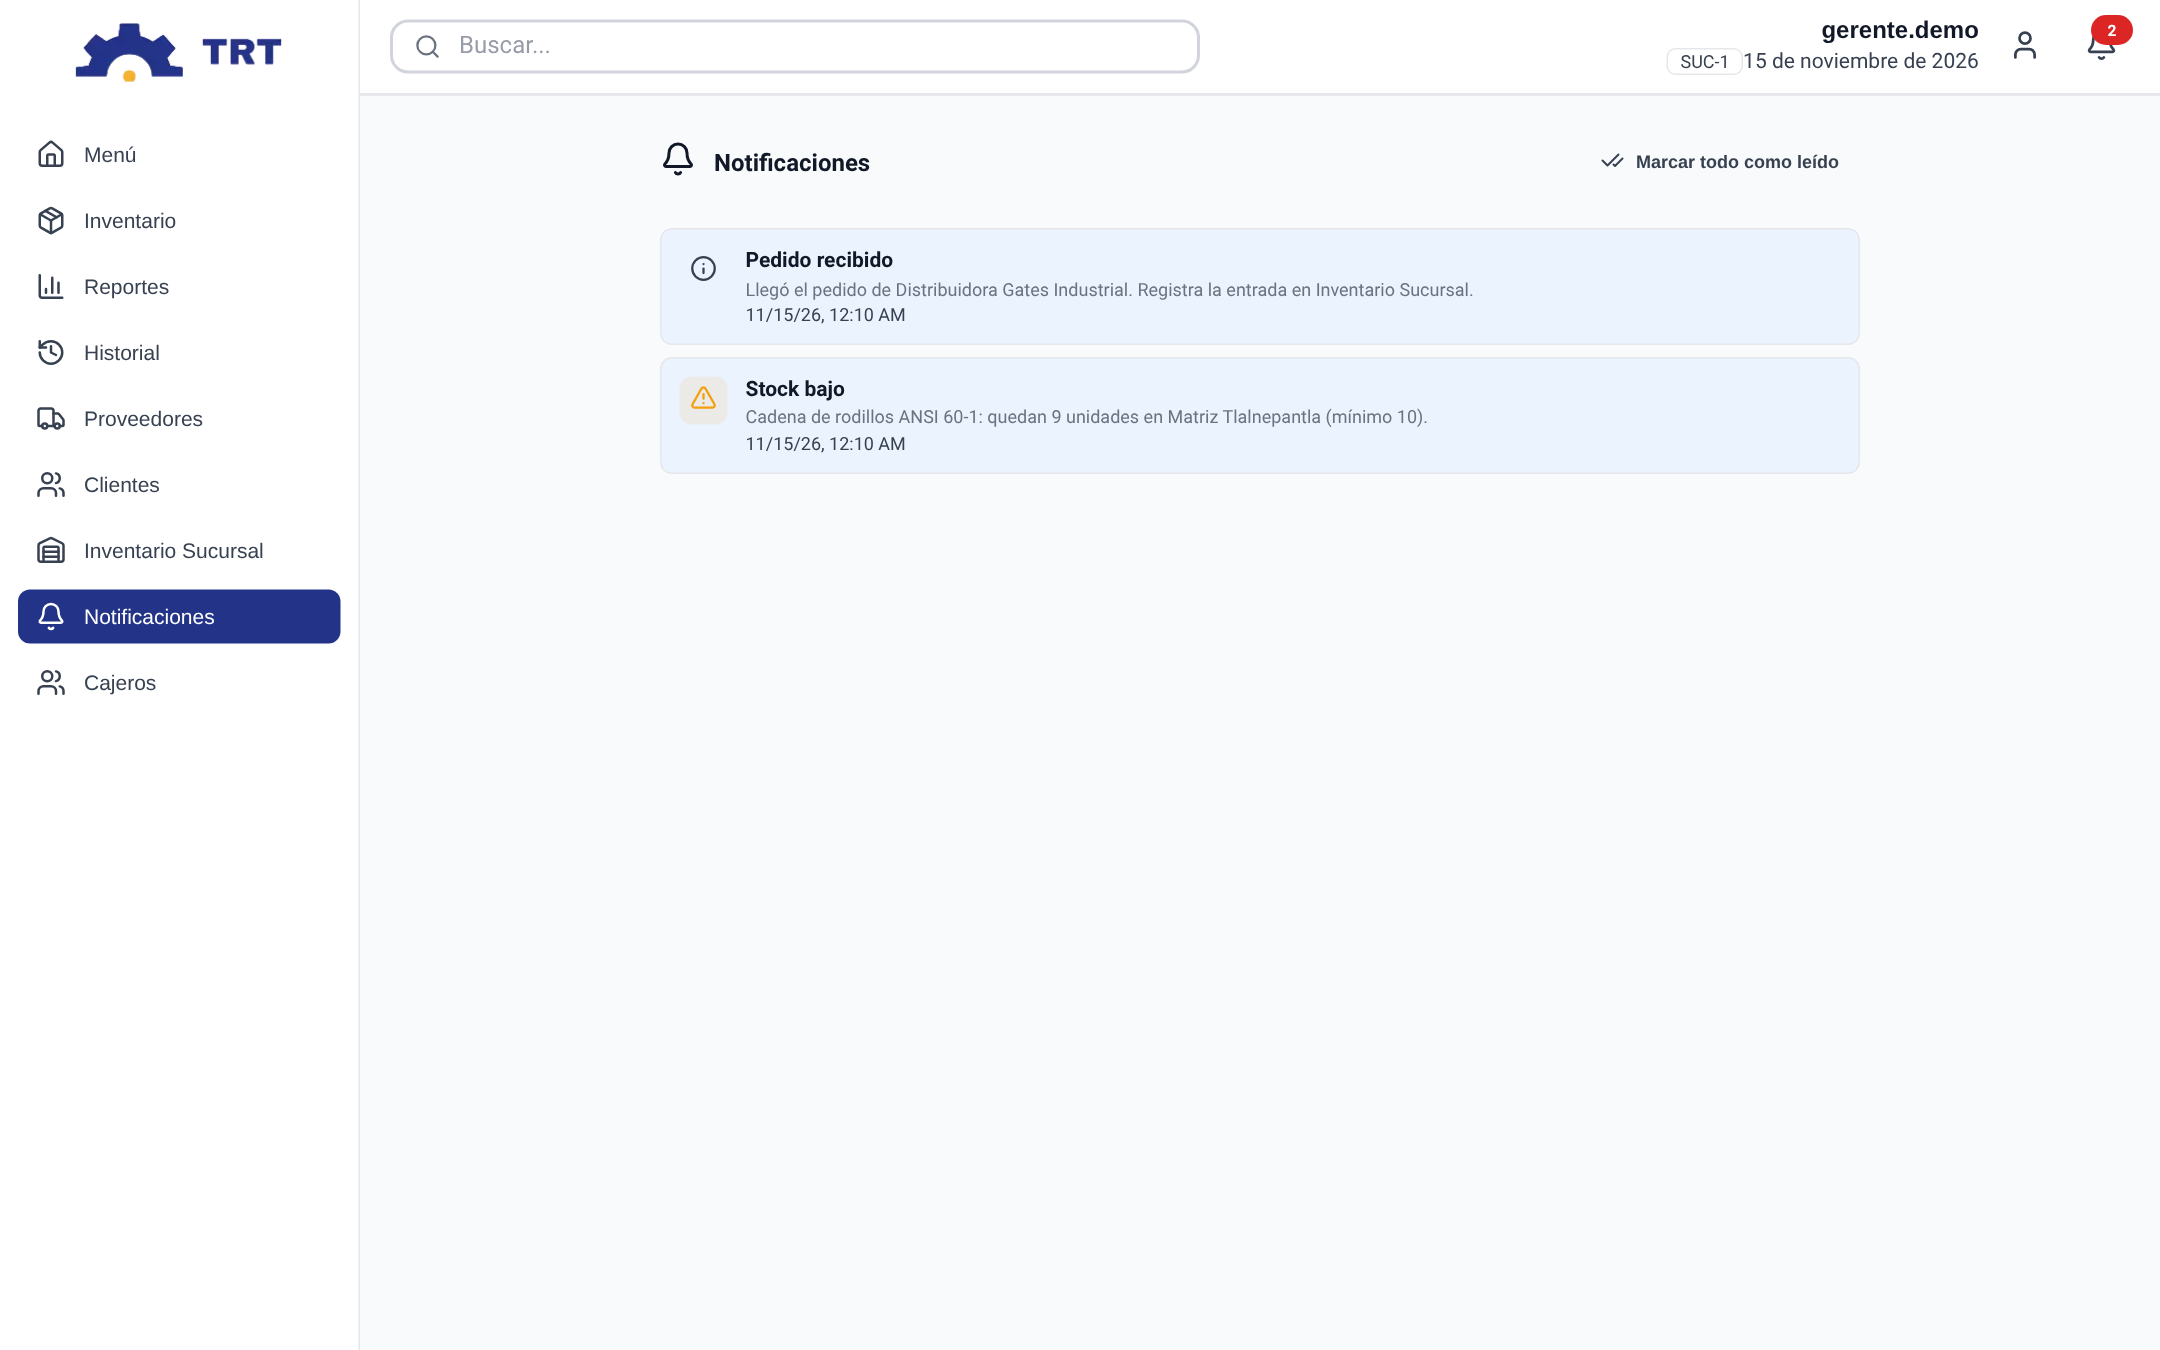 TRT
Menú
Inventario
Reportes
Historial
Proveedores
Clientes
Inventario Sucursal
Notificaciones
Cajeros
Buscar...
gerente.demo
SUC-1 15 de noviembre de 2026
2
Notificaciones
Marcar todo como leído
Pedido recibido
Llegó el pedido de Distribuidora Gates Industrial. Registra la entrada en Inventario Sucursal.
11/15/26, 12:10 AM
Stock bajo
Cadena de rodillos ANSI 60-1: quedan 9 unidades en Matriz Tlalnepantla (mínimo 10).
11/15/26, 12:10 AM